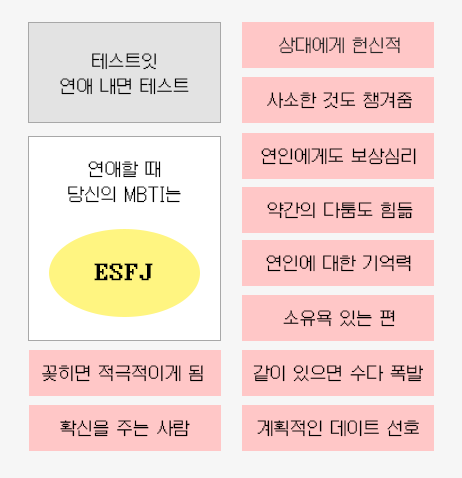 테스트잇
연애 내면 테스트
연애할 때
당신의 MBTI는
ESFJ
꽂히면 적극적이게 됨
확신을 주는 사람
상대에게 헌신적
사소한 것도 챙겨줌
연인에게도 보상심리
약간의 다툼도 힘듦
연인에 대한 기억력
소유욕 있는 편
같이 있으면 수다 폭발
계획적인 데이트 선호